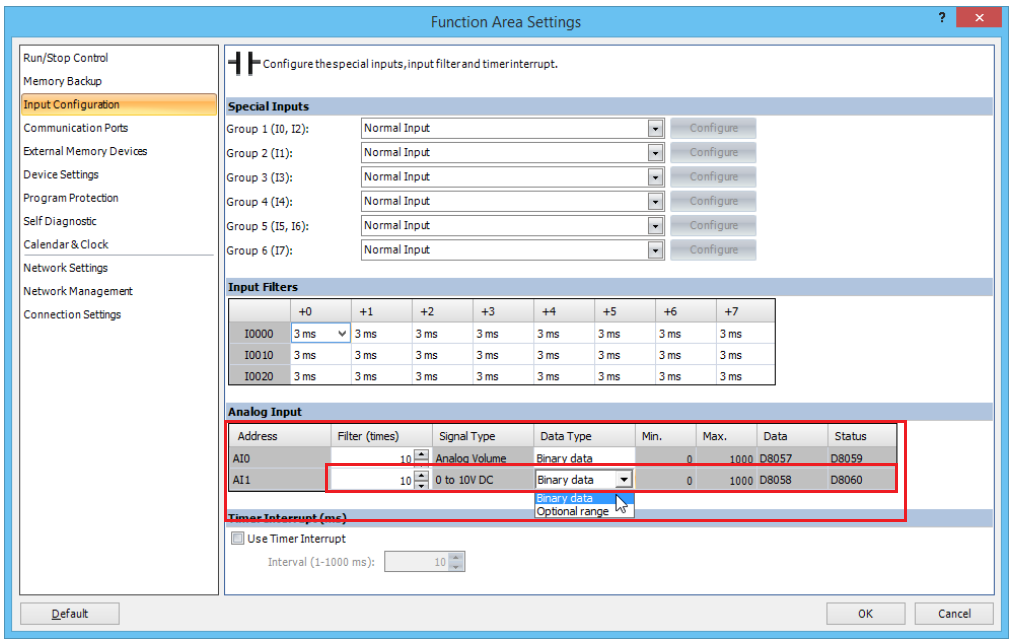 Function Area Settings
?
×
Run/Stop Control
Memory Backup
Input Configuration
Communication Ports
External Memory Devices
Device Settings
Program Protection
Self Diagnostic
Calendar & Clock
Network Settings
Network Management
Connection Settings
Configure the special inputs, input filter and timer interrupt.
Special Inputs
Group 1 (I0, I2): Normal Input Configure
Group 2 (I1): Normal Input Configure
Group 3 (I3): Normal Input Configure
Group 4 (I4): Normal Input Configure
Group 5 (I5, I6): Normal Input Configure
Group 6 (I7): Normal Input Configure
Input Filters
+0 +1 +2 +3 +4 +5 +6 +7
I0000 3 ms 3 ms 3 ms 3 ms 3 ms 3 ms 3 ms 3 ms
I0010 3 ms 3 ms 3 ms 3 ms 3 ms 3 ms 3 ms 3 ms
I0020 3 ms 3 ms 3 ms 3 ms 3 ms 3 ms 3 ms 3 ms
Analog Input
Address Filter (times) Signal Type Data Type Min. Max. Data Status
AI0 10 Analog Volume Binary data 0 1000 D8057 D8059
AI1 10 0 to 10V DC Binary data 0 1000 D8058 D8060
Binary data
Optional range
Timer Interrupt (ms)
Use Timer Interrupt
Interval (1-1000 ms): 10
Default OK Cancel